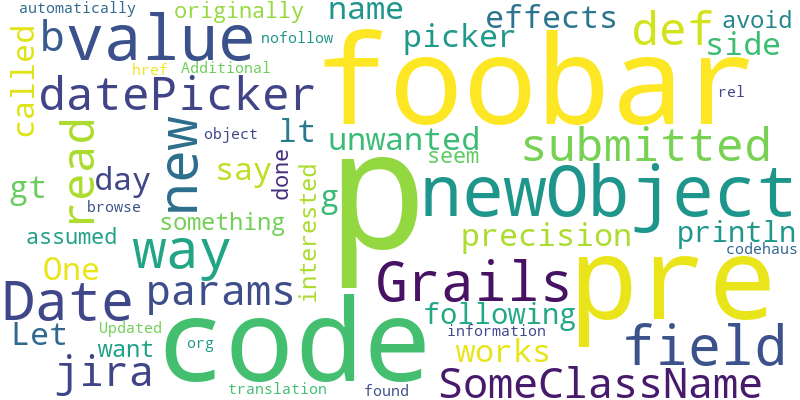 automatically
originally
name
effects
def
avoid
called
b
value
nofollow
picker
side
href
Additional
foobar
datePicker
rel
read
new
object
lt
unwanted
submitted
seem
gt
day
say
done
p
newObject
browse
g
something
interested
assumed
way
precision
println
codehaus
One
Grails
pre
Date
params
code
following
Let
Updated
information
want
org
works
field
jira
translation
found
SomeClassName